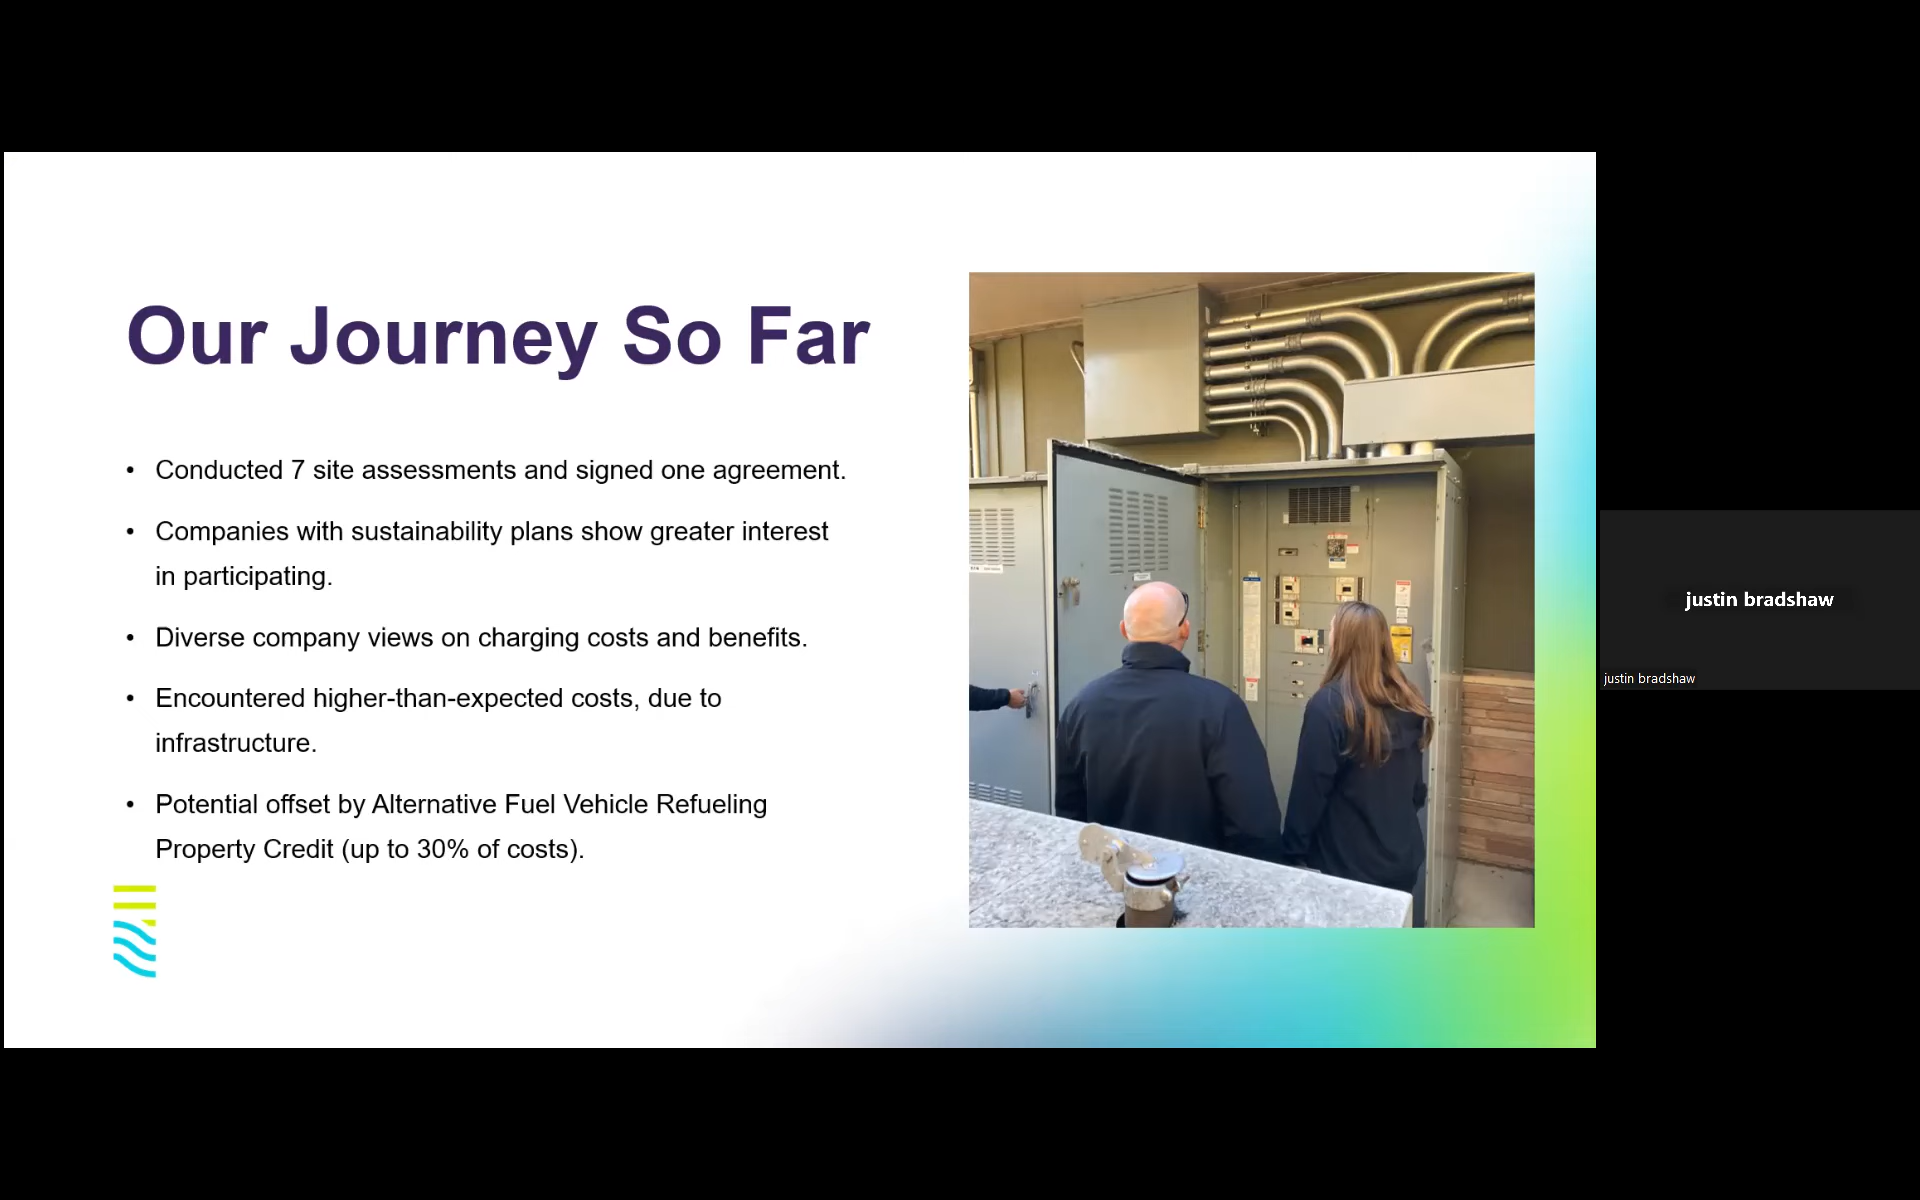 Our Journey So Far
• Conducted 7 site assessments and signed one agreement.
• Companies with sustainability plans show greater interest
in participating.
• Diverse company views on charging costs and benefits.
• Encountered higher-than-expected costs, due to
infrastructure.
• Potential offset by Alternative Fuel Vehicle Refueling
Property Credit (up to 30% of costs).
justin bradshaw
justin bradshaw